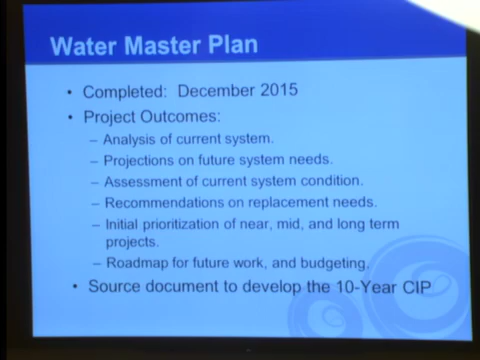 Water Master Plan
• Completed: December 2015
• Project Outcomes:
– Analysis of current system.
– Projections on future system needs.
– Assessment of current system condition.
– Recommendations on replacement needs.
– Initial prioritization of near, mid, and long term
projects.
– Roadmap for future work, and budgeting.
• Source document to develop the 10-Year CIP